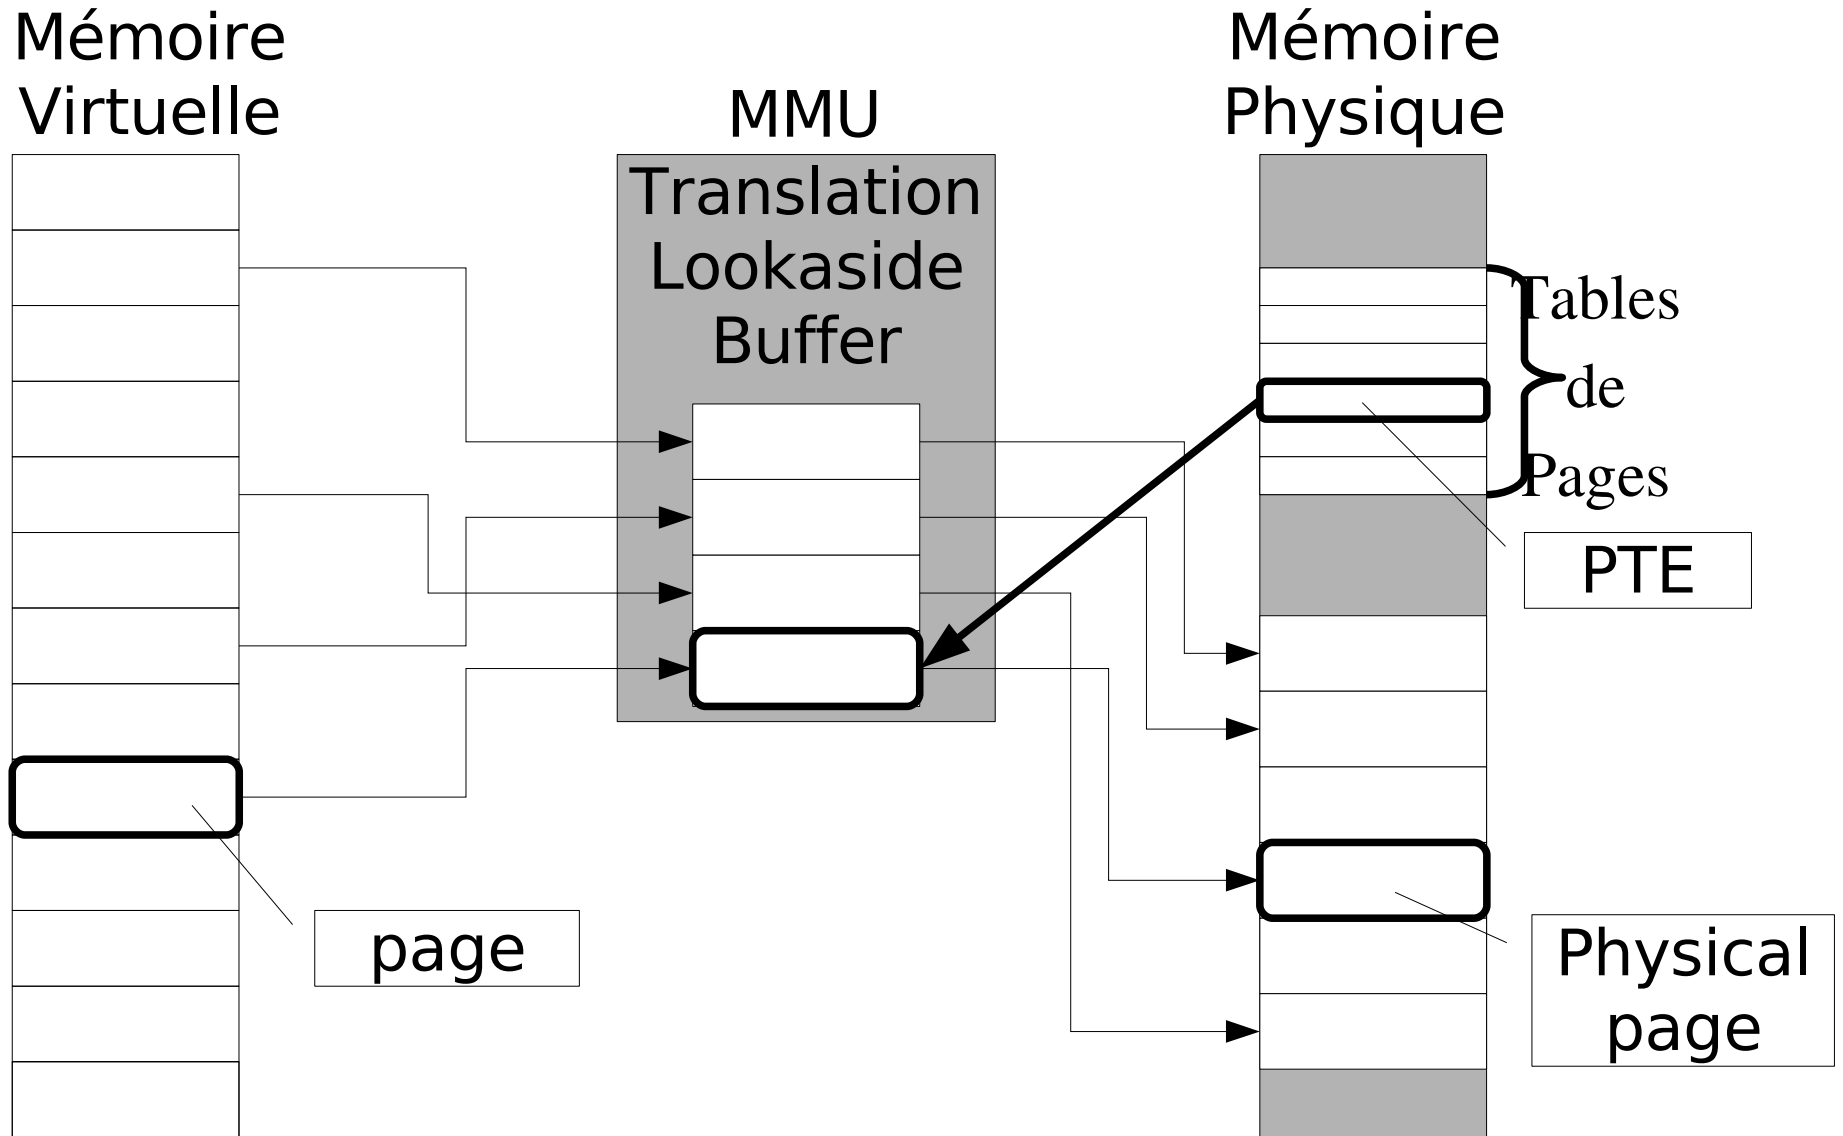 Mémoire
Virtuelle
MMU
Translation
Lookaside
Buffer
Mémoire
Physique
Tables
de
Pages
PTE
page
Physical
page